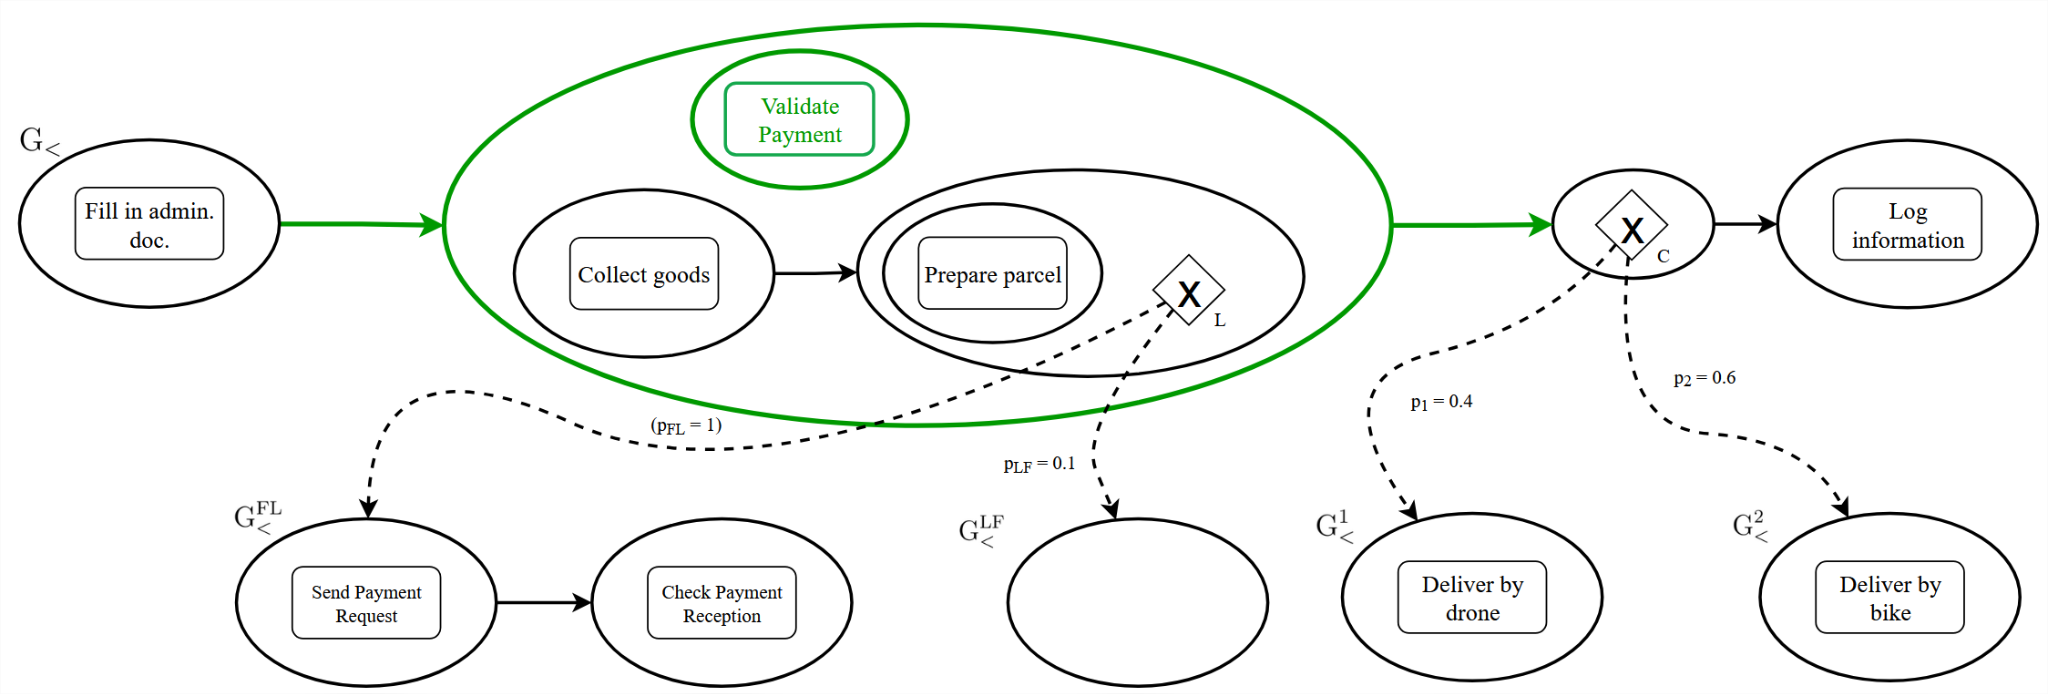 G<
Fill in admin.
doc.
Validate
Payment
Collect goods
Prepare parcel
X
L
X
C
Log
information
(pFL = 1)
pLF = 0.1
p1 = 0.4
p2 = 0.6
GFL<
Send Payment
Request
Check Payment
Reception
GLF<
G1<
Deliver by
drone
G2<
Deliver by
bike